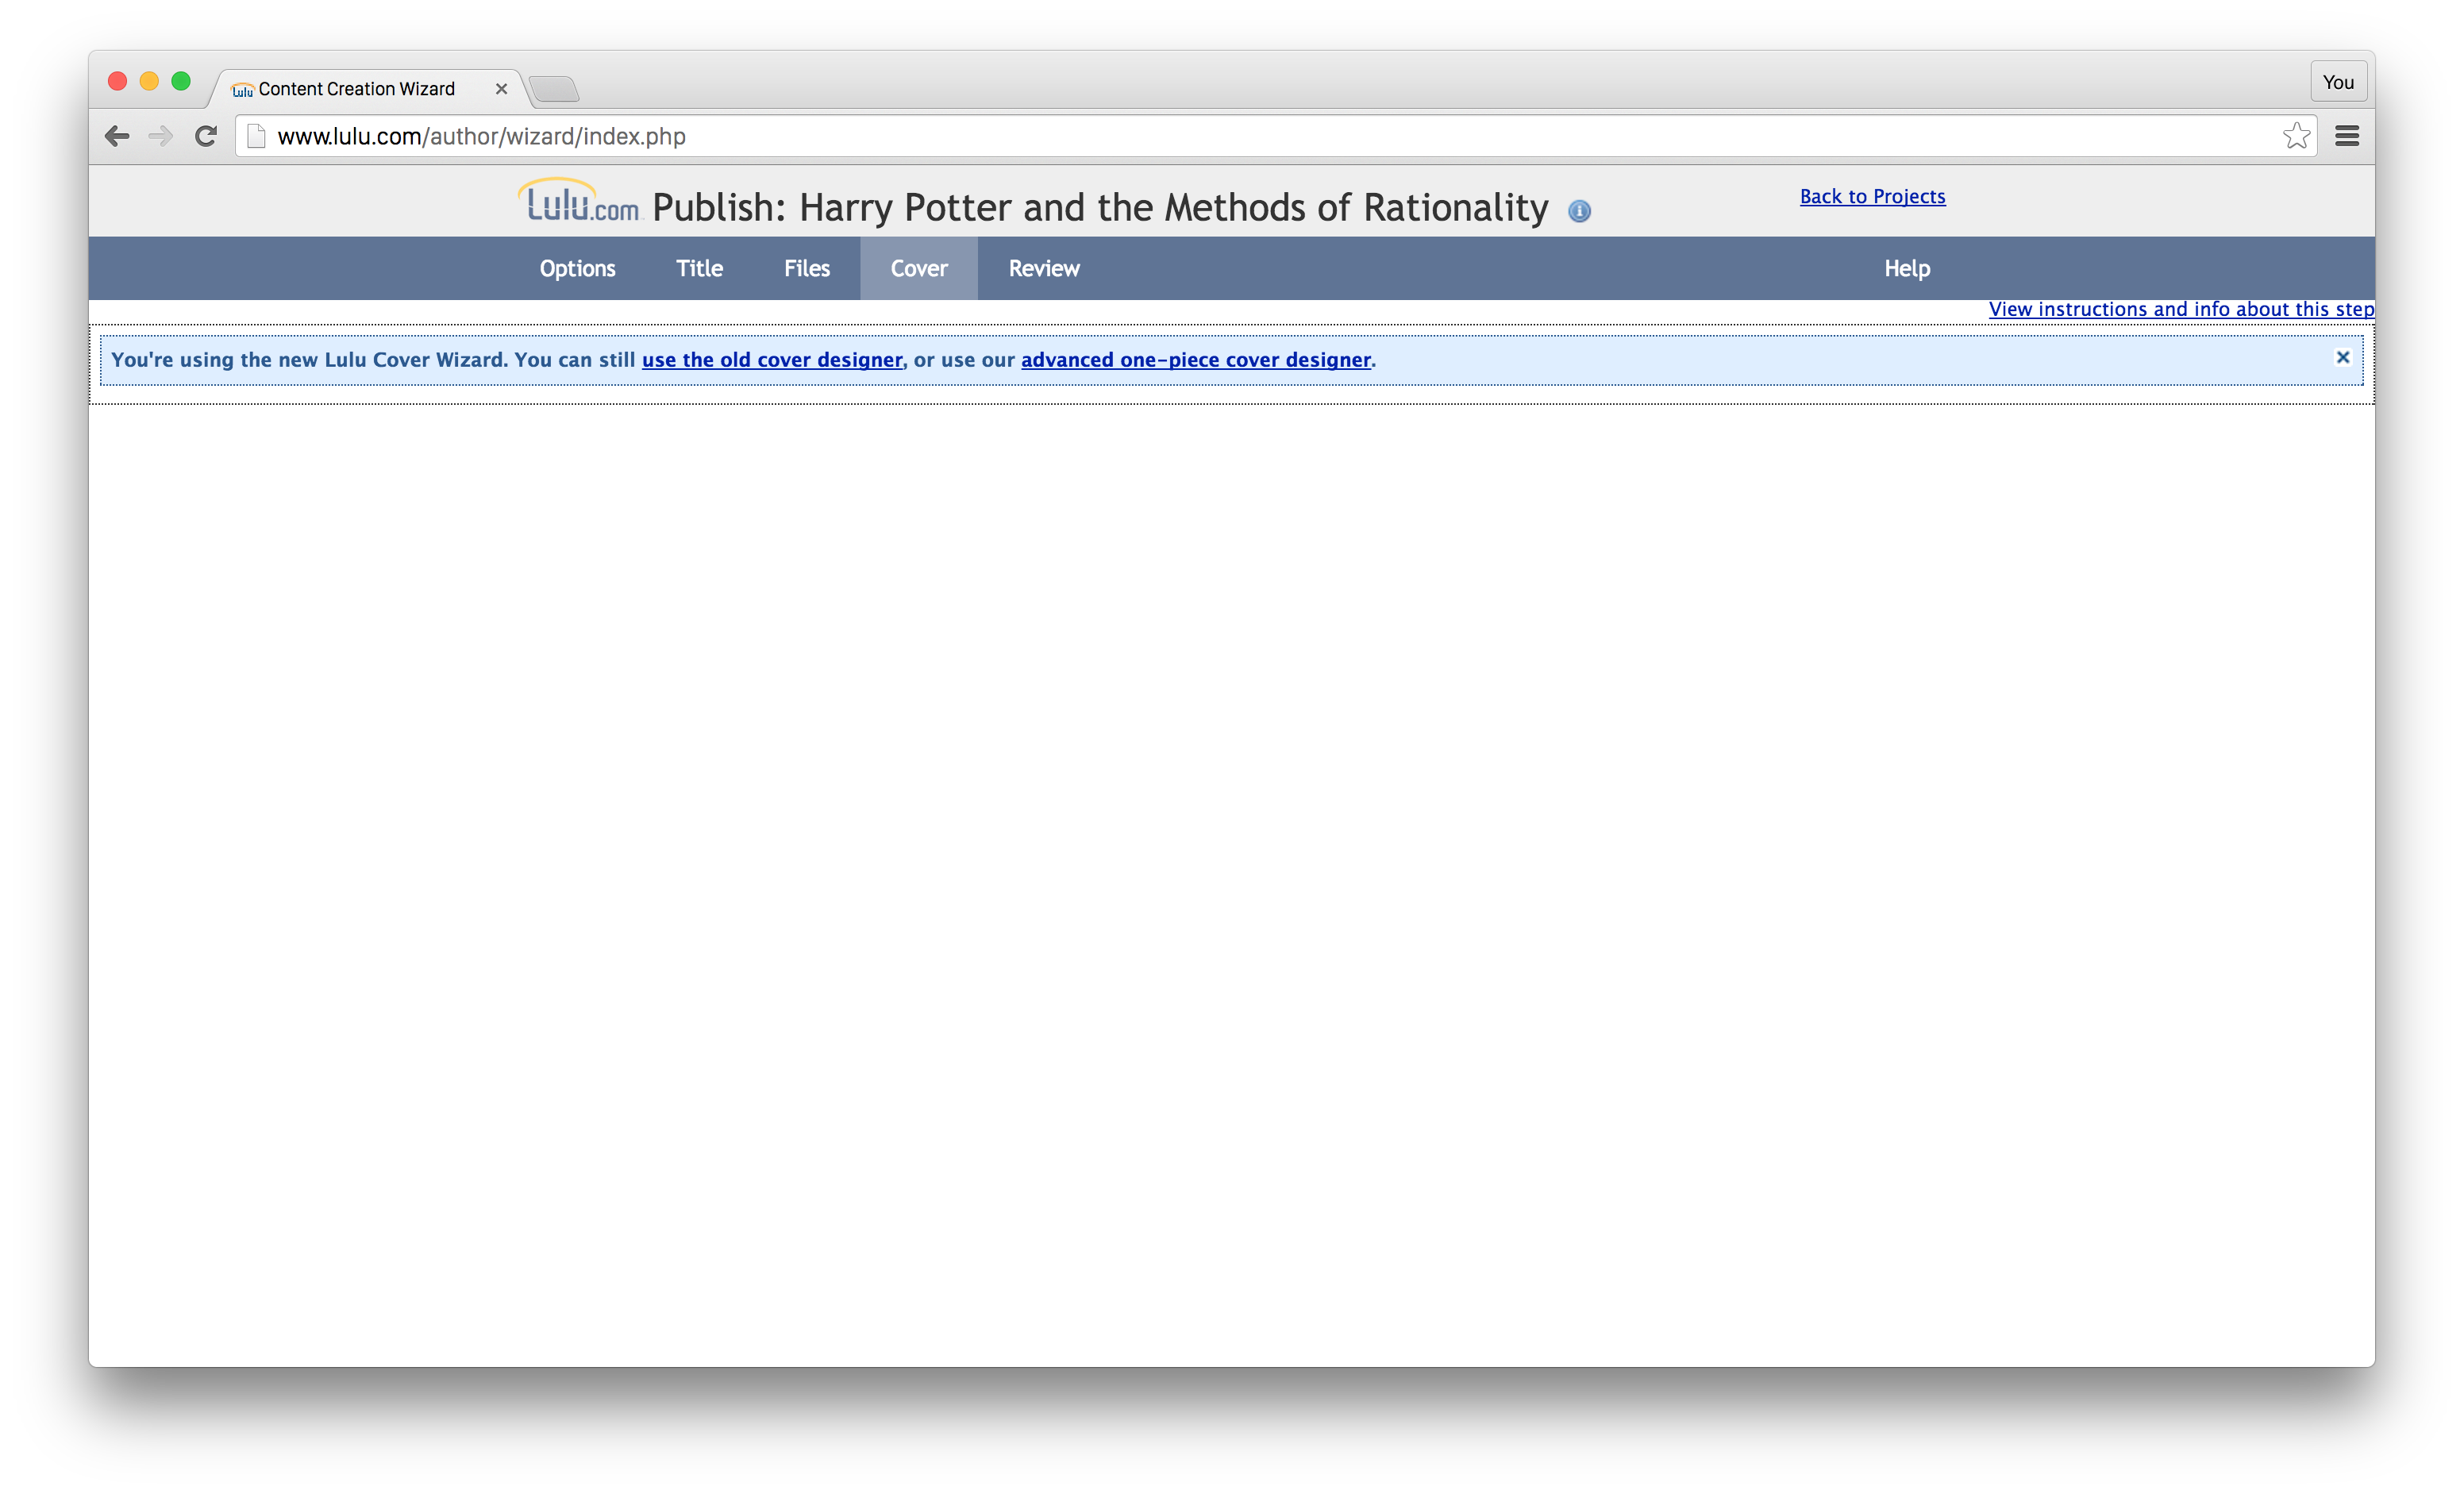 Lulu Content Creation Wizard
You
www.lulu.com/author/wizard/index.php
Lulu.com Publish: Harry Potter and the Methods of Rationality
Back to Projects
Options Title Files Cover Review Help
View instructions and info about this step
You're using the new Lulu Cover Wizard. You can still use the old cover designer, or use our advanced one-piece cover designer.